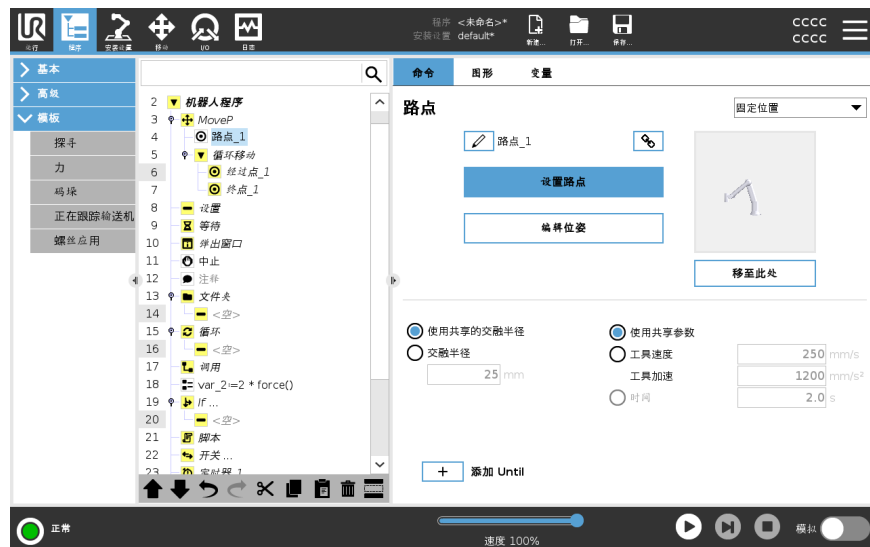 程序 <未命名>*
安装设置 default*
新建...
打开...
保存...
CCCC
CCCC
运行
程序
安装设置
移动
I/O
日志
基本
高级
模板
探寻
力
码垛
正在跟踪输送机
螺丝应用
2 机器人程序
3 MoveP
4 路点_1
5 循环移动
6 经过点_1
7 终点_1
8 设置
9 等待
10 弹出窗口
11 中止
12 注释
13 文件夹
14 <空>
15 循环
16 <空>
17 调用
18 var_2:=2 * force()
19 If ...
20 <空>
21 脚本
22 开关 ...
23 定时器_1
命令
图形
变量
路点
固定位置
路点_1
设置路点
编辑位姿
移至此处
使用共享的交融半径
交融半径
25 mm
使用共享参数
工具速度 250 mm/s
工具加速 1200 mm/s²
时间 2.0 s
+ 添加 Until
正常
速度 100%
模拟